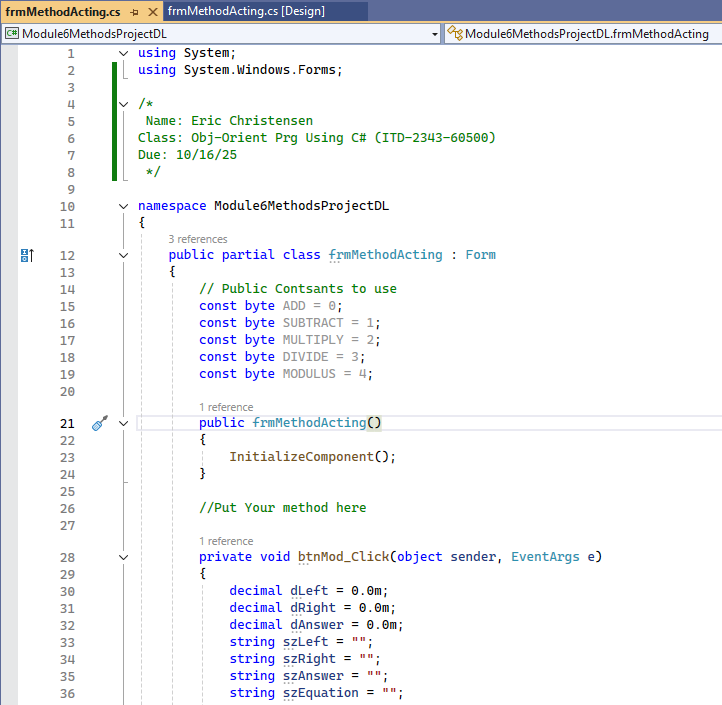 frmMethodActing.cs
frmMethodActing.cs [Design]
C# Module6MethodsProjectDL
Module6MethodsProjectDL.frmMethodActing
1 using System;
2 using System.Windows.Forms;
3
4 /*
5 Name: Eric Christensen
6 Class: Obj-Orient Prg Using C# (ITD-2343-60500)
7 Due: 10/16/25
8 */
9
10 namespace Module6MethodsProjectDL
11 {
3 references
12 public partial class frmMethodActing : Form
13 {
14 // Public Contsants to use
15 const byte ADD = 0;
16 const byte SUBTRACT = 1;
17 const byte MULTIPLY = 2;
18 const byte DIVIDE = 3;
19 const byte MODULUS = 4;
20
1 reference
21 public frmMethodActing()
22 {
23 InitializeComponent();
24 }
25
26 //Put Your method here
27
1 reference
28 private void btnMod_Click(object sender, EventArgs e)
29 {
30 decimal dLeft = 0.0m;
31 decimal dRight = 0.0m;
32 decimal dAnswer = 0.0m;
33 string szLeft = "";
34 string szRight = "";
35 string szAnswer = "";
36 string szEquation = "";